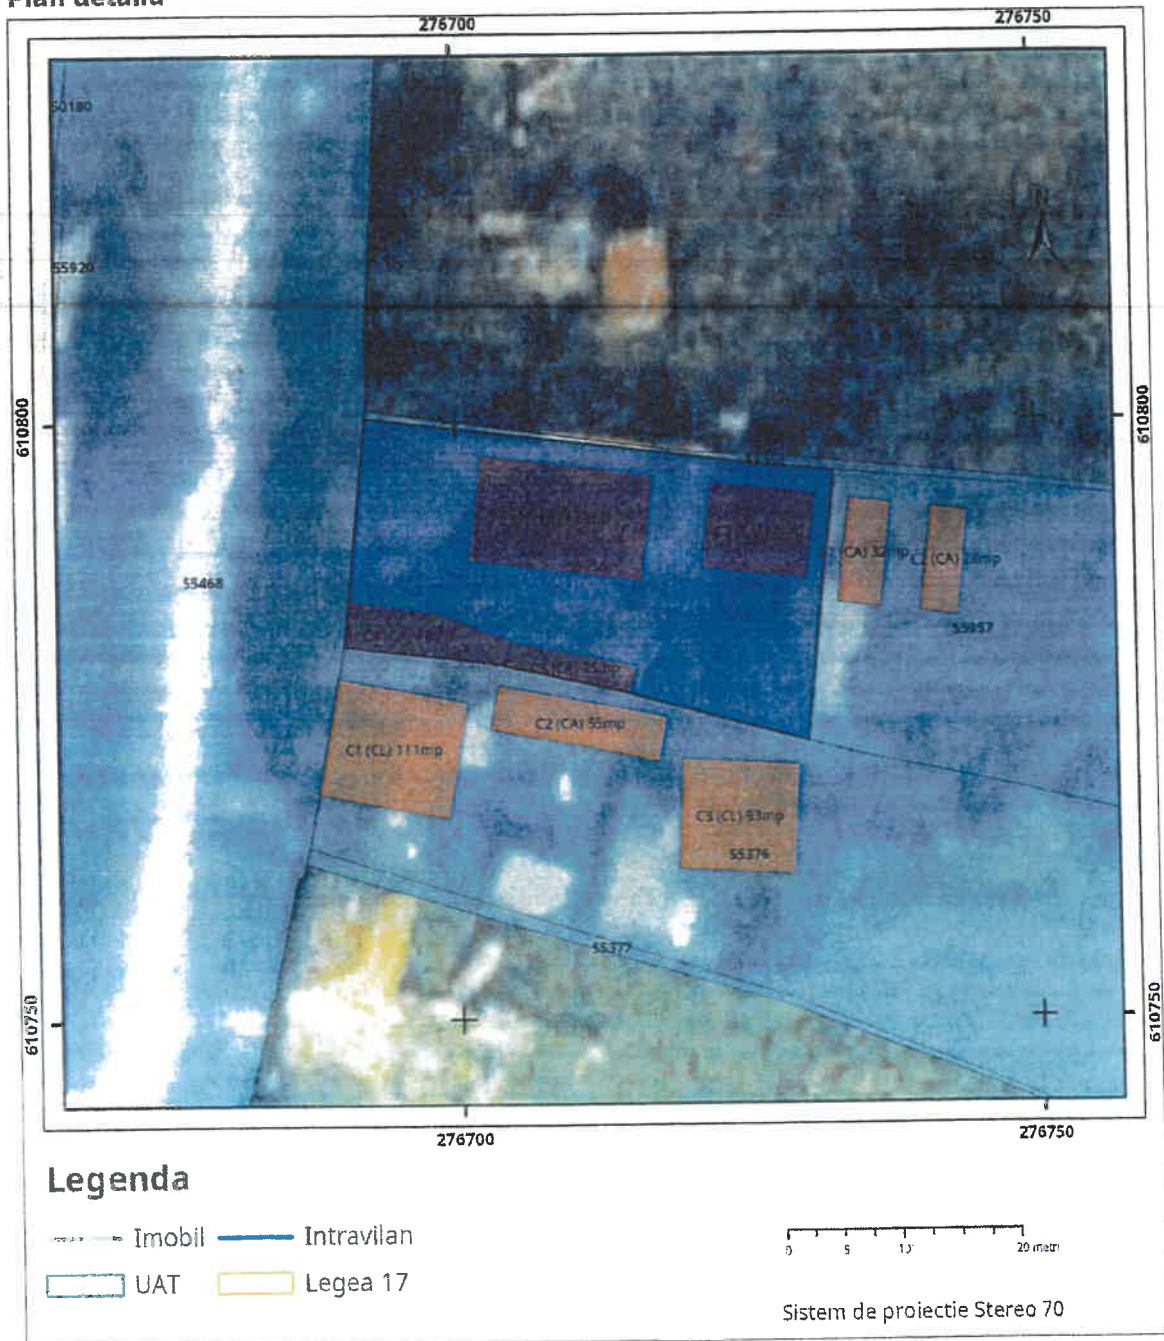 Plan detaliu
276700
276750
50180
N
55920
610800
610800
(CA) 32mp
C2 (CA) 28mp
55468
55957
C2 (CA) 55mp
C1 (CL) 111mp
C3 (CL) 93mp
55376
55377
610750
610750
276700
276750
Legenda
Imobil
Intravilan
UAT
Legea 17
0 5 10 20 metri
Sistem de proiectie Stereo 70